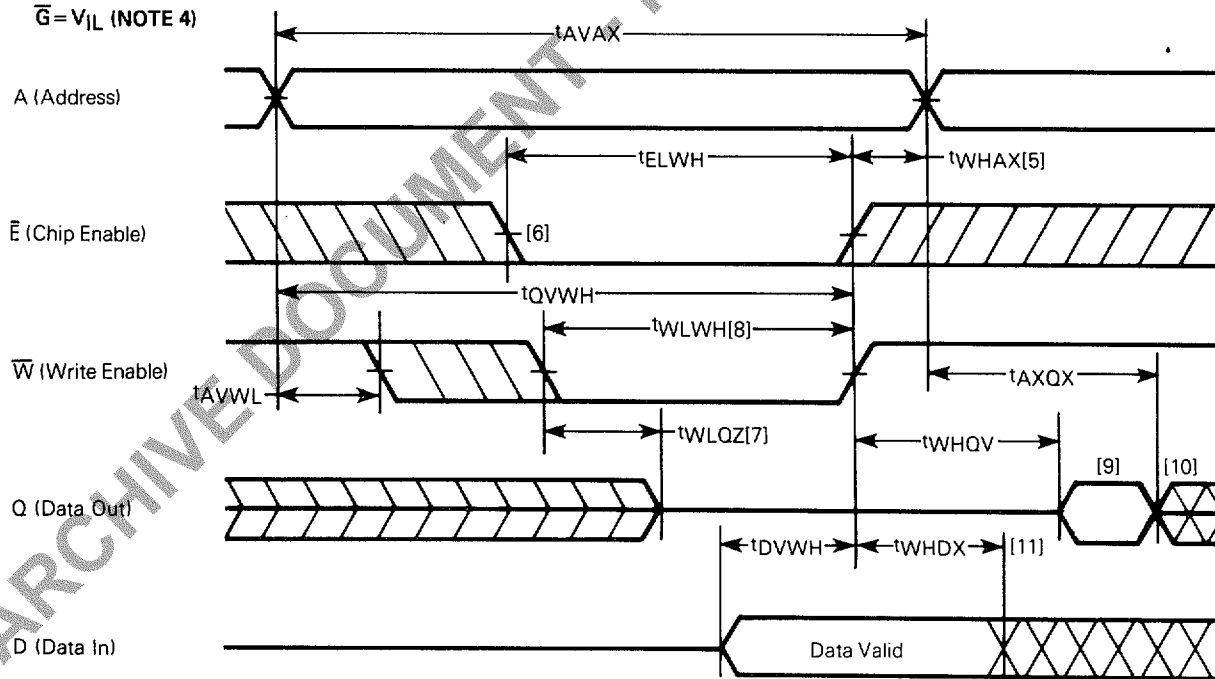 G̅ = VIL (NOTE 4)
tAVAX
A (Address)
tELWH
tWHAX[5]
E̅ (Chip Enable)
[6]
tQVWH
tWLWH[8]
W̅ (Write Enable)
tAVWL
tAXQX
tWLQZ[7]
tWHQV
[9]
[10]
Q (Data Out)
tDVWH
tWHDX
[11]
D (Data In)
Data Valid
ARCHIVE DOCUMENT